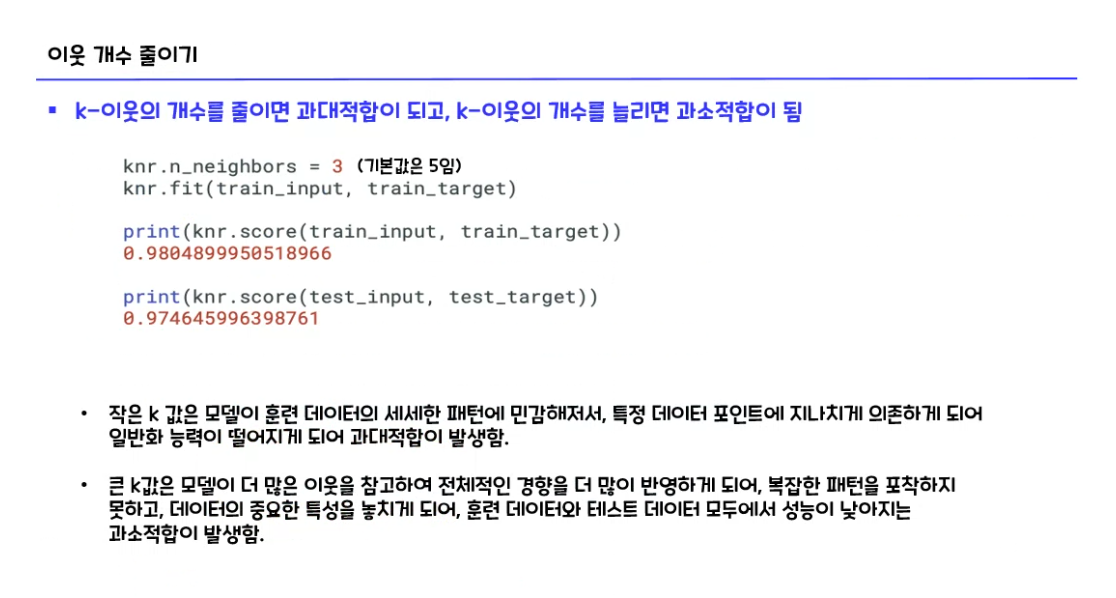 이웃 개수 줄이기
▪ k-이웃의 개수를 줄이면 과대적합이 되고, k-이웃의 개수를 늘리면 과소적합이 됨
knr.n_neighbors = 3 (기본값은 5임)
knr.fit(train_input, train_target)
print(knr.score(train_input, train_target))
0.9804899950518966
print(knr.score(test_input, test_target))
0.974645996398761
• 작은 k 값은 모델이 훈련 데이터의 세세한 패턴에 민감해져서, 특정 데이터 포인트에 지나치게 의존하게 되어
일반화 능력이 떨어지게 되어 과대적합이 발생함.
• 큰 k값은 모델이 더 많은 이웃을 참고하여 전체적인 경향을 더 많이 반영하게 되어, 복잡한 패턴을 포착하지
못하고, 데이터의 중요한 특성을 놓치게 되어, 훈련 데이터와 테스트 데이터 모두에서 성능이 낮아지는
과소적합이 발생함.